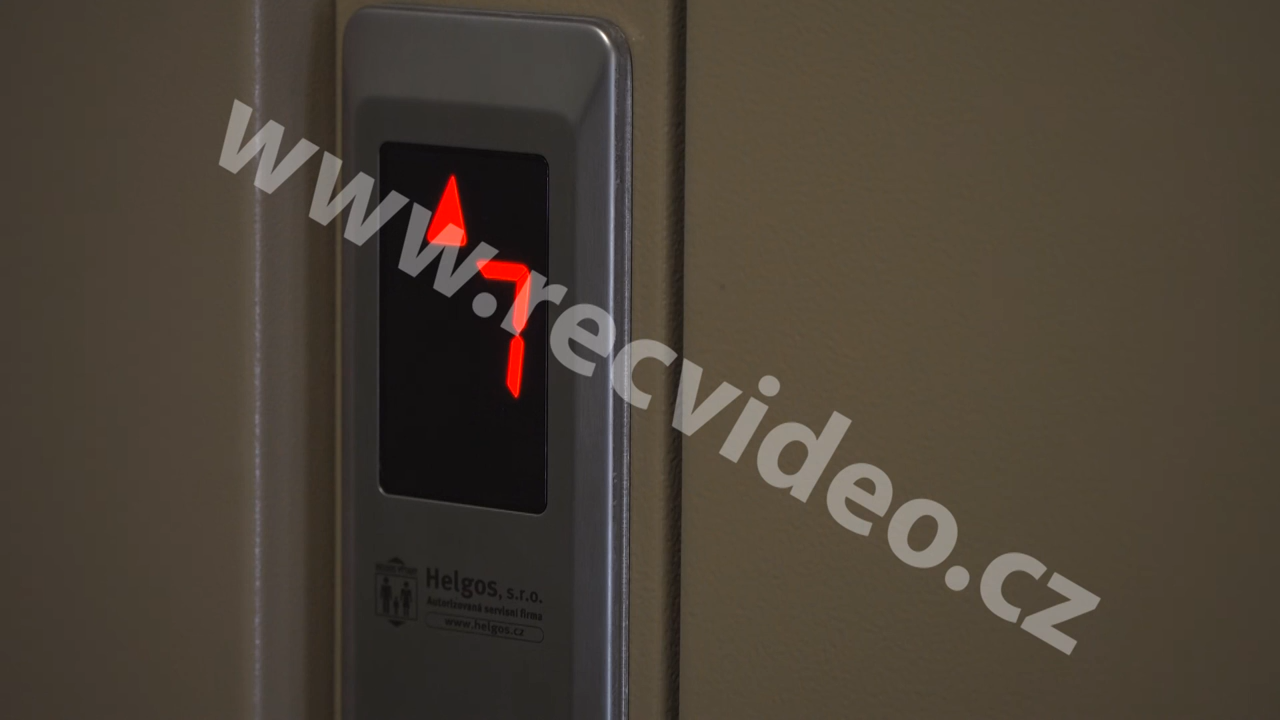 7
www.recvideo.cz
Helgos, s.r.o.
Autorizovaná servisní firma
www.helgos.cz